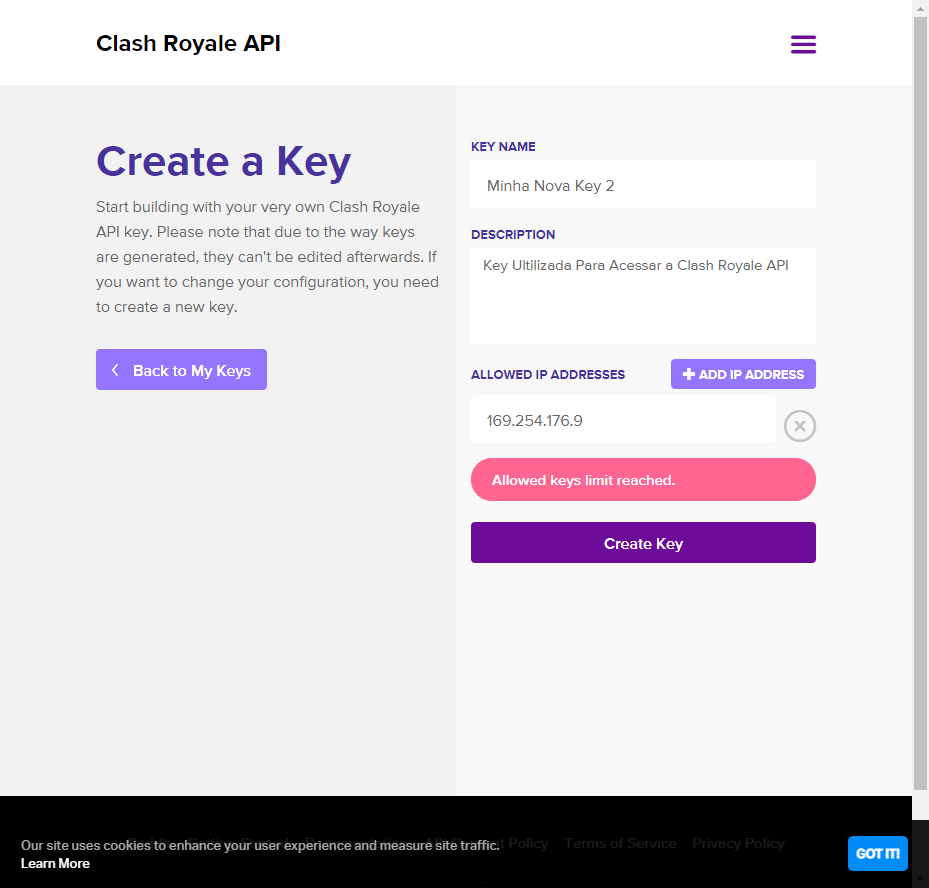 Clash Royale API
Create a Key
Start building with your very own Clash Royale
API key. Please note that due to the way keys
are generated, they can't be edited afterwards. If
you want to change your configuration, you need
to create a new key.
Back to My Keys
KEY NAME
Minha Nova Key 2
DESCRIPTION
Key Ultilizada Para Acessar a Clash Royale API
ALLOWED IP ADDRESSES
ADD IP ADDRESS
169.254.176.9
Allowed keys limit reached.
Create Key
Policy Terms of Service Privacy Policy
Our site uses cookies to enhance your user experience and measure site traffic.
Learn More
GOT IT!